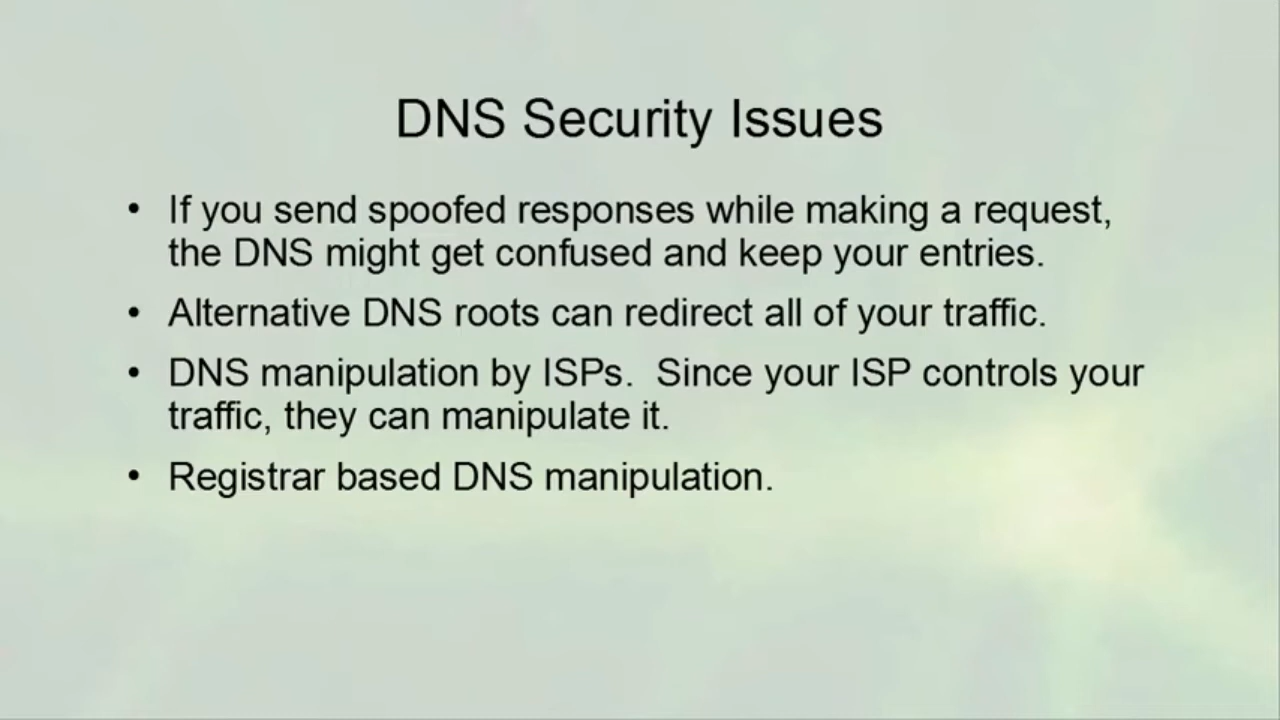 DNS Security Issues
• If you send spoofed responses while making a request,
the DNS might get confused and keep your entries.
• Alternative DNS roots can redirect all of your traffic.
• DNS manipulation by ISPs.  Since your ISP controls your
traffic, they can manipulate it.
• Registrar based DNS manipulation.